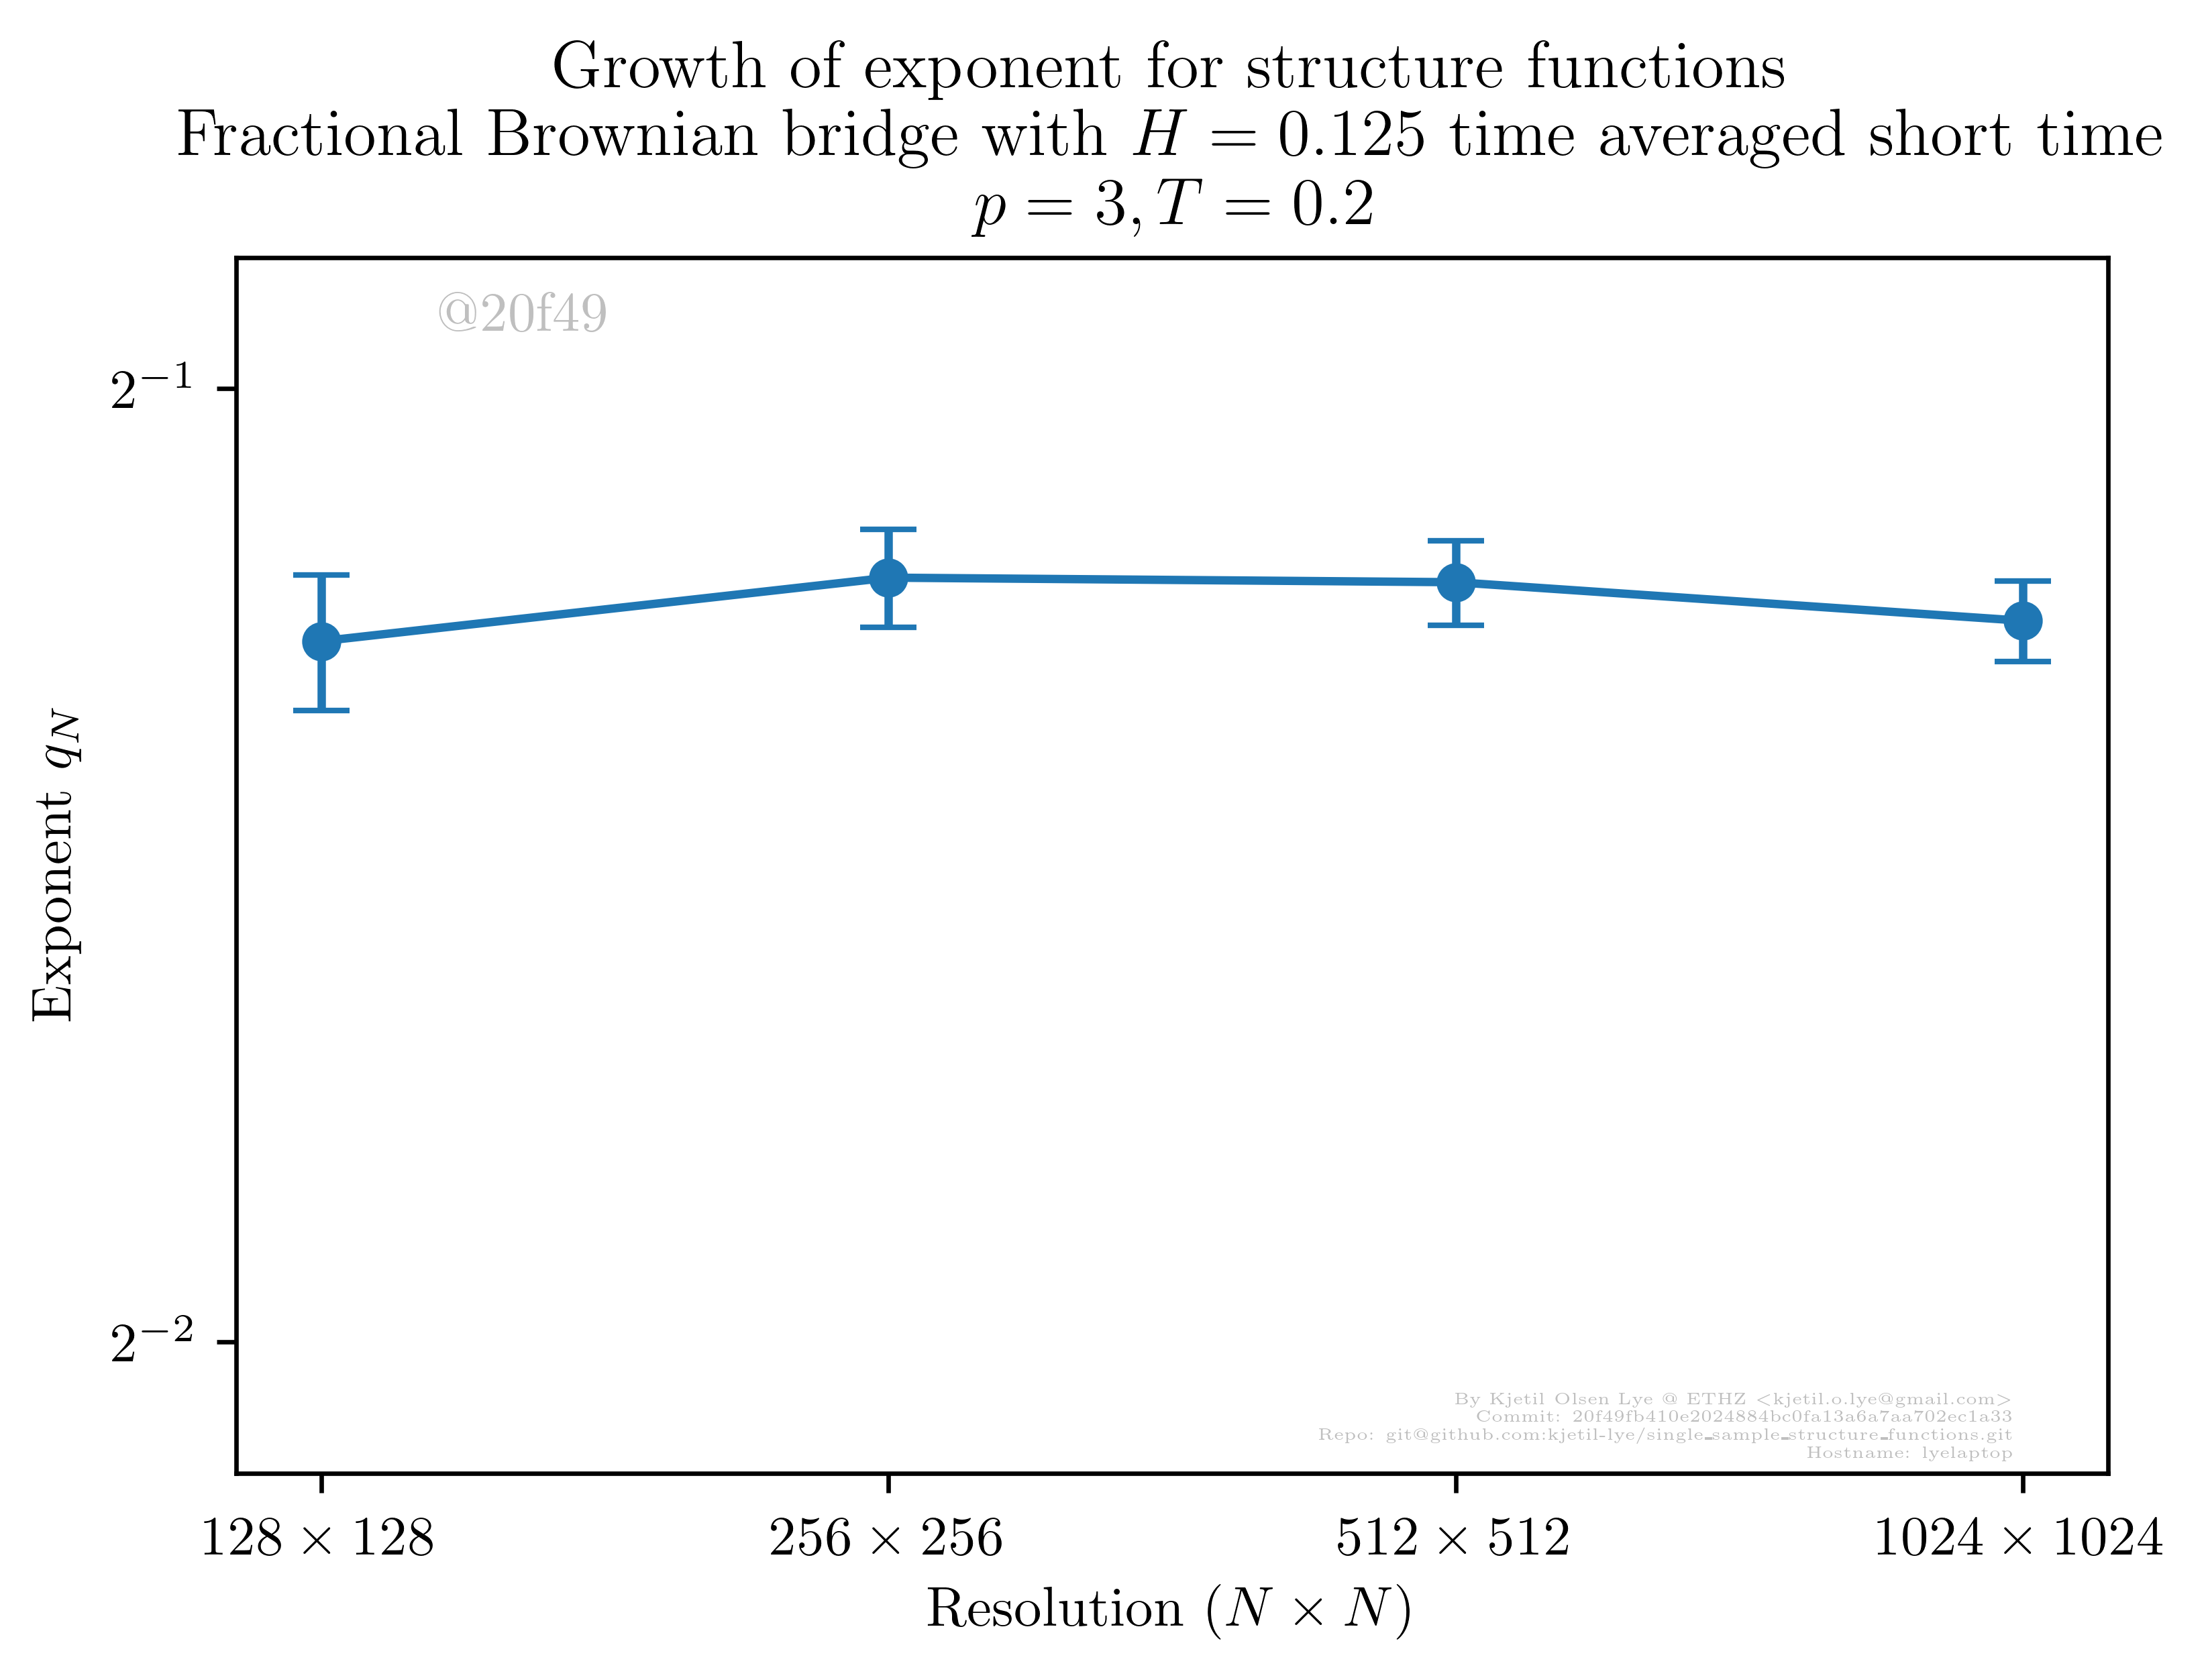 Growth of exponent for structure functions
Fractional Brownian bridge with H = 0.125 time averaged short time
p = 3, T = 0.2
@20f49
2⁻¹
2⁻²
Exponent q_N
128 × 128
256 × 256
512 × 512
1024 × 1024
Resolution (N × N)
By Kjetil Olsen Lye @ ETHZ <kjetil.o.lye@gmail.com>
Commit: 20f49fb410e2024884bc0fa13a6a7aa702ec1a33
Repo: git@github.com:kjetil-lye/single_sample_structure_functions.git
Hostname: lyelaptop